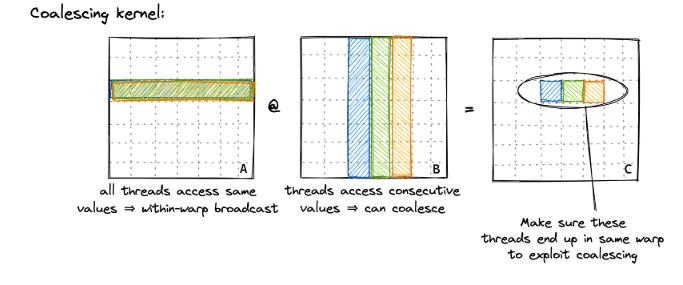 Coalescing kernel:
A
@
B
=
C
all threads access same
values ⇒ within-warp broadcast
threads access consecutive
values ⇒ can coalesce
Make sure these
threads end up in same warp
to exploit coalescing